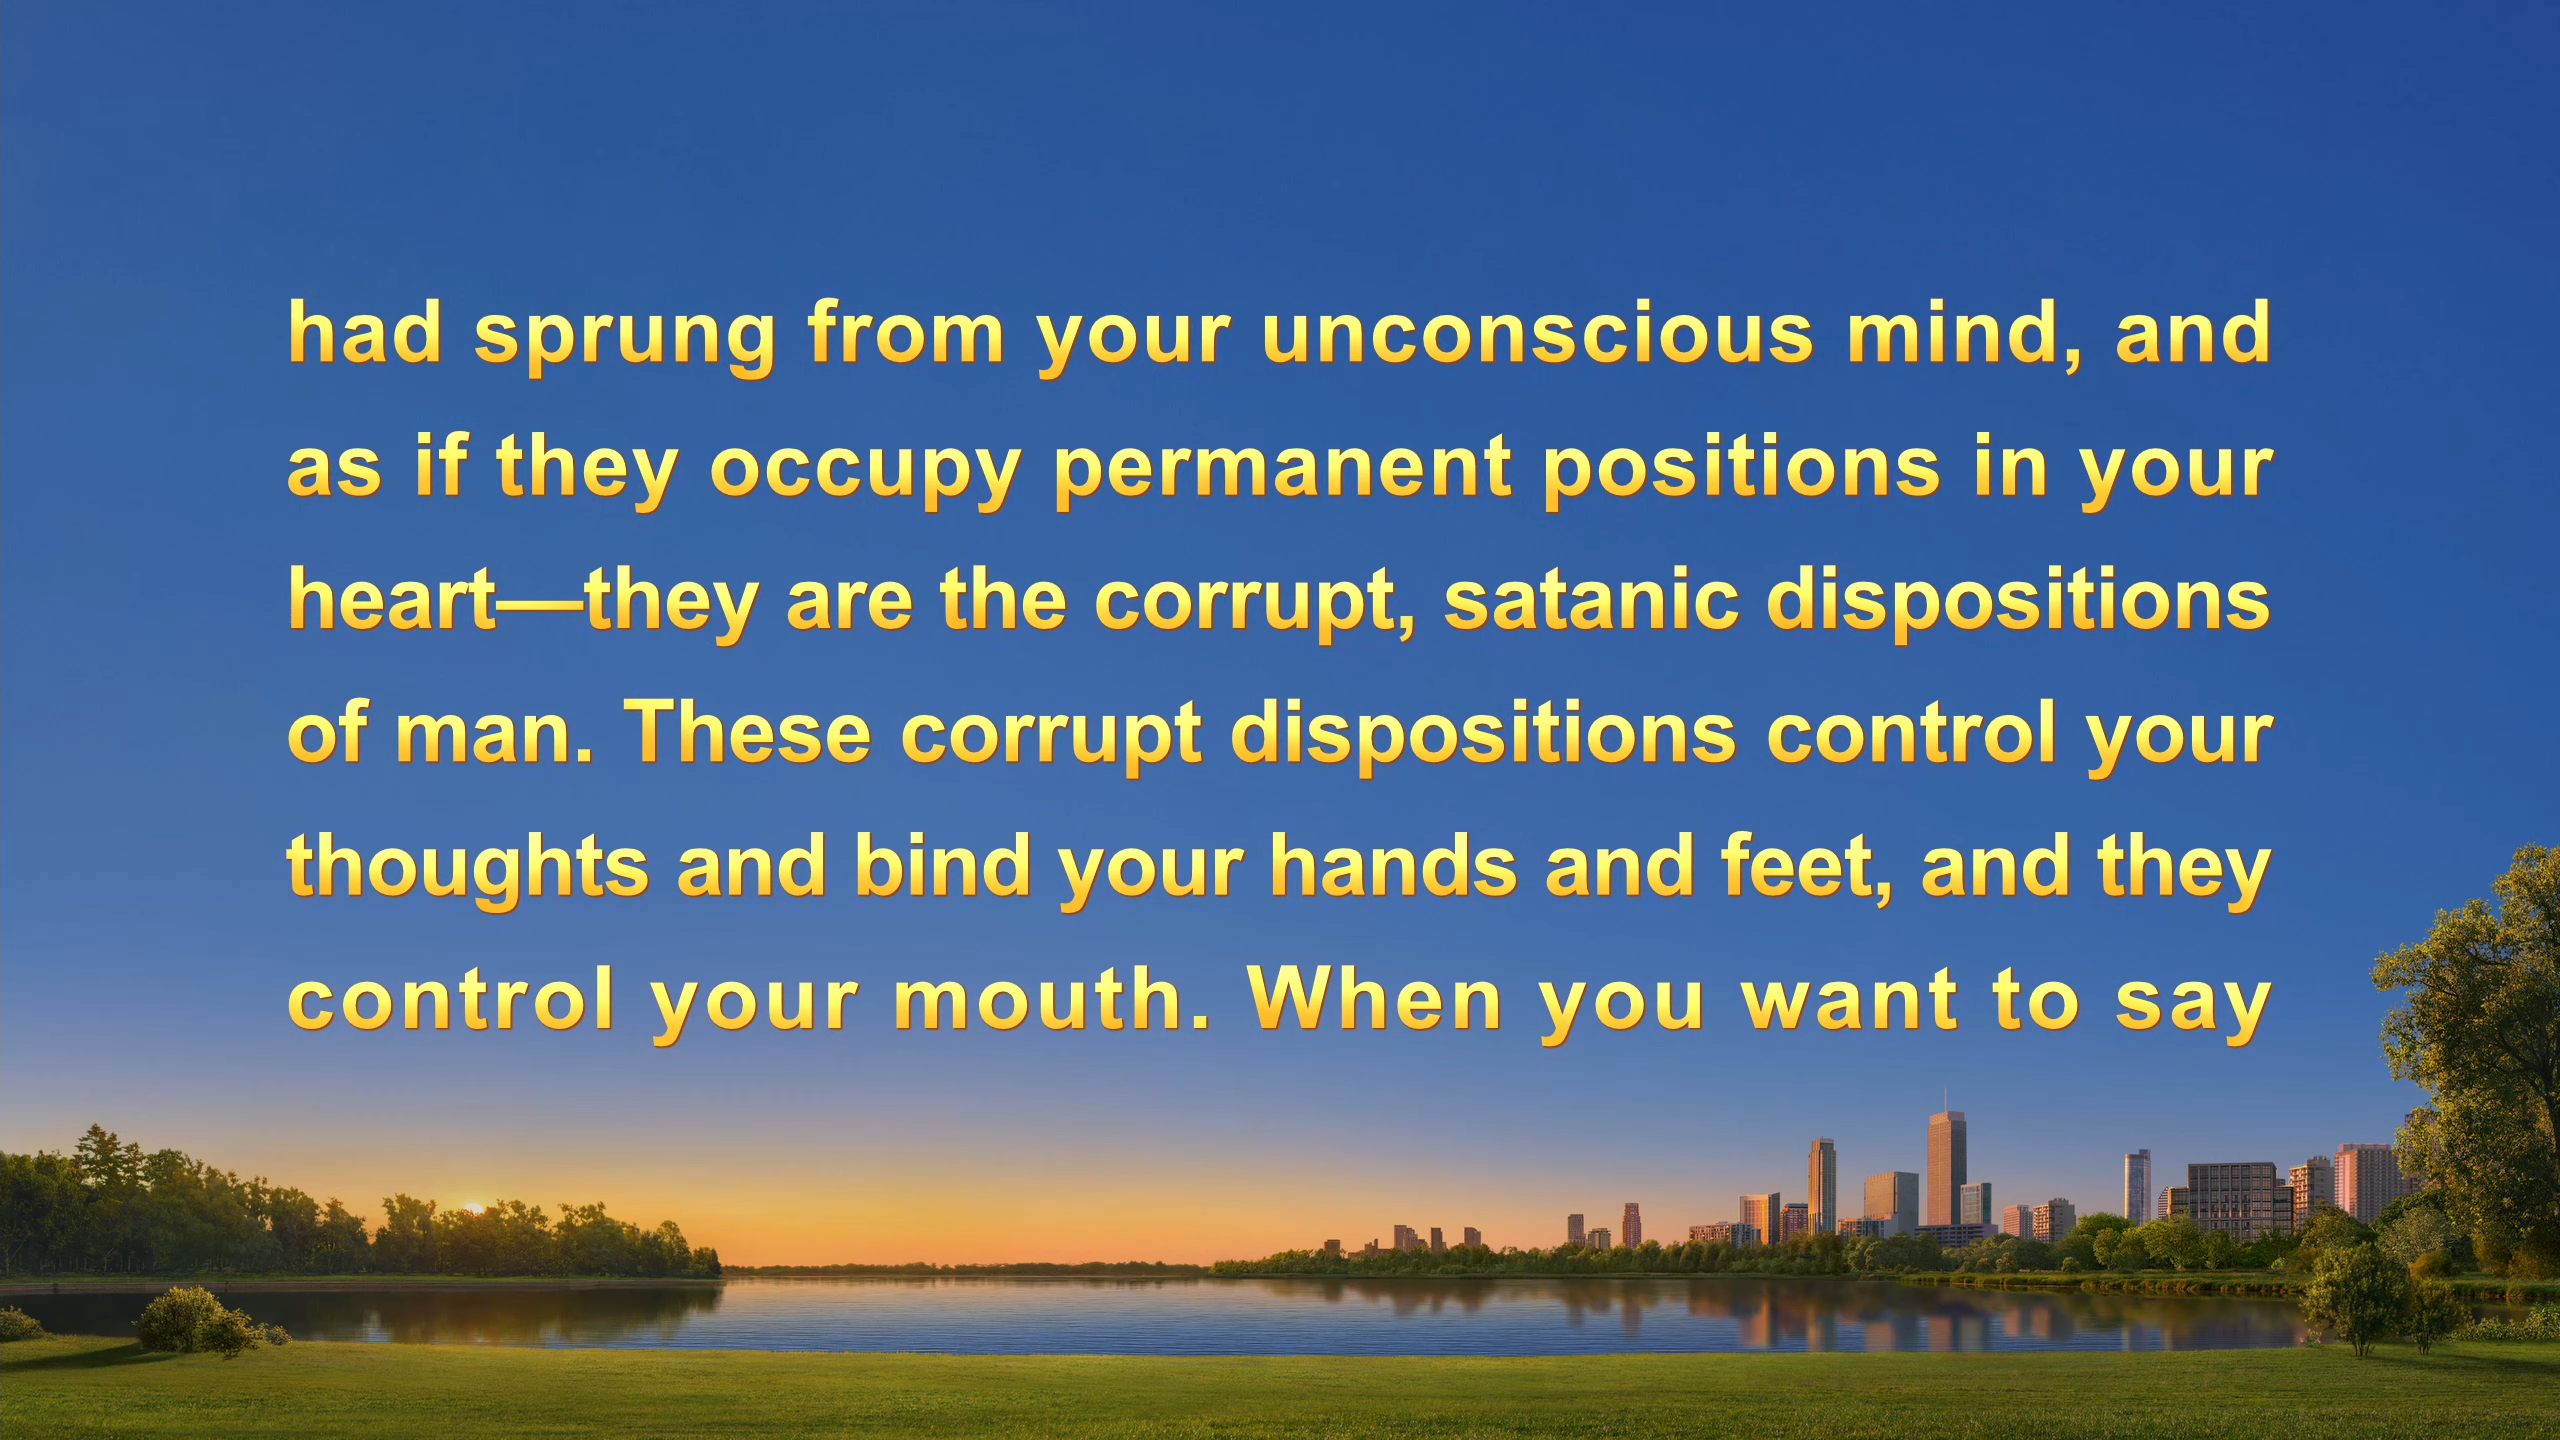 had sprung from your unconscious mind, and
as if they occupy permanent positions in your
heart—they are the corrupt, satanic dispositions
of man. These corrupt dispositions control your
thoughts and bind your hands and feet, and they
control your mouth. When you want to say